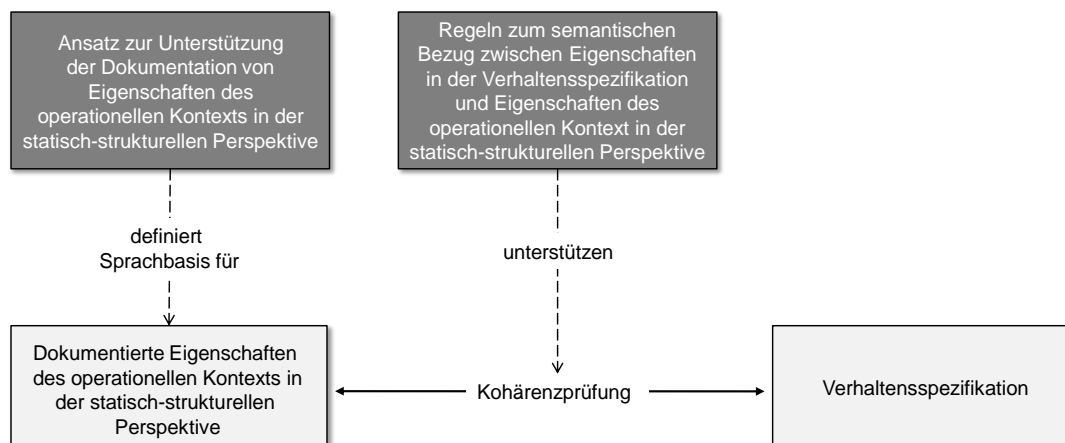 Ansatz zur Unterstützung
der Dokumentation von
Eigenschaften des
operationellen Kontexts in der
statisch-strukturellen Perspektive
Regeln zum semantischen
Bezug zwischen Eigenschaften
in der Verhaltensspezifikation
und Eigenschaften des
operationellen Kontext in der
statisch-strukturellen Perspektive
definiert
Sprachbasis für
unterstützen
Dokumentierte Eigenschaften
des operationellen Kontexts in
der statisch-strukturellen
Perspektive
Kohärenzprüfung
Verhaltensspezifikation